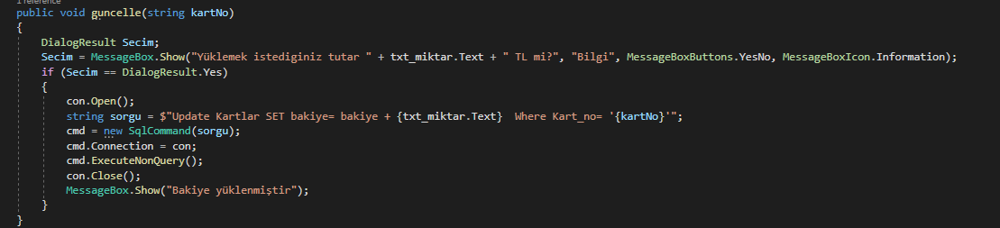 1 reference
public void guncelle(string kartNo)
{
DialogResult Secim;
Secim = MessageBox.Show("Yüklemek istediginiz tutar " + txt_miktar.Text + " TL mi?", "Bilgi", MessageBoxButtons.YesNo, MessageBoxIcon.Information);
if (Secim == DialogResult.Yes)
{
con.Open();
string sorgu = $"Update Kartlar SET bakiye= bakiye + {txt_miktar.Text}  Where Kart_no= '{kartNo}'";
cmd = new SqlCommand(sorgu);
cmd.Connection = con;
cmd.ExecuteNonQuery();
con.Close();
MessageBox.Show("Bakiye yüklenmiştir");
}
}